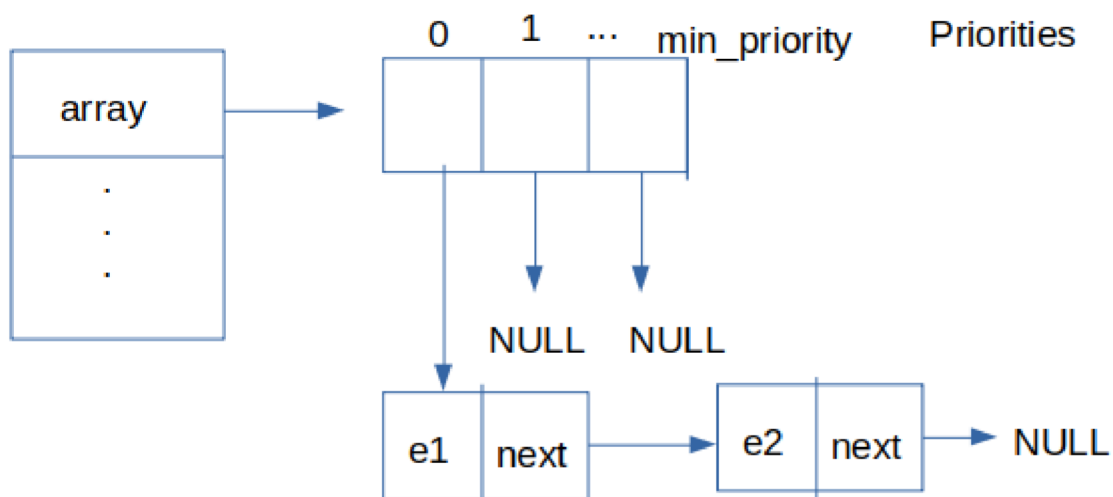 0 1 ... min_priority Priorities
array
.
.
.
NULL NULL
e1 next e2 next NULL